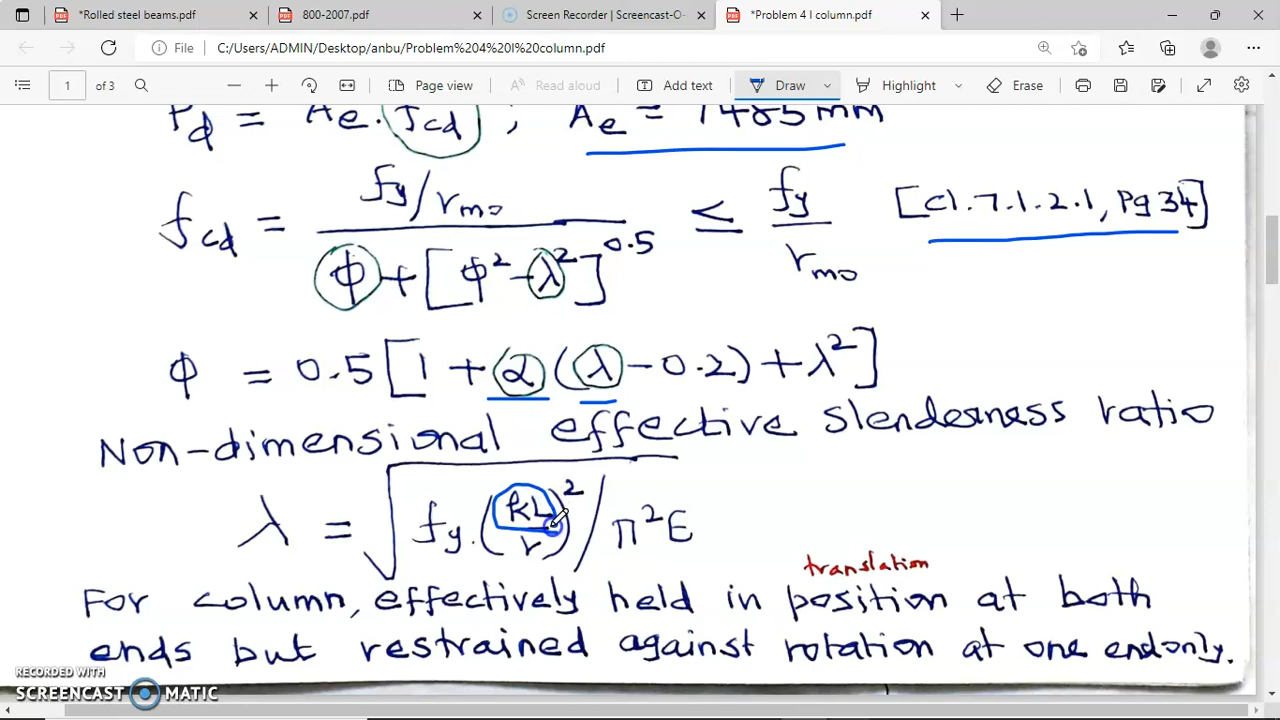 *Rolled steel beams.pdf
800-2007.pdf
Screen Recorder | Screencast-O-
*Problem 4 I column.pdf
File
C:/Users/ADMIN/Desktop/anbu/Problem%204%20I%20column.pdf
1 of 3
Page view
Read aloud
Add text
Draw
Highlight
Erase
Pd = Ae.fcd ; Ae = 7485mm
fcd = fy/rmo / ϕ+[ϕ²-λ²]^0.5 ≤ fy/rmo [cl.7.1.2.1, Pg 34]
ϕ = 0.5[1+α(λ-0.2)+λ²]
Non-dimensional effective slenderness ratio
λ = √fy.(kL/r)²/π²E
translation
For column, effectively held in position at both
ends but restrained against rotation at one end only.
RECORDED WITH
SCREENCAST MATIC